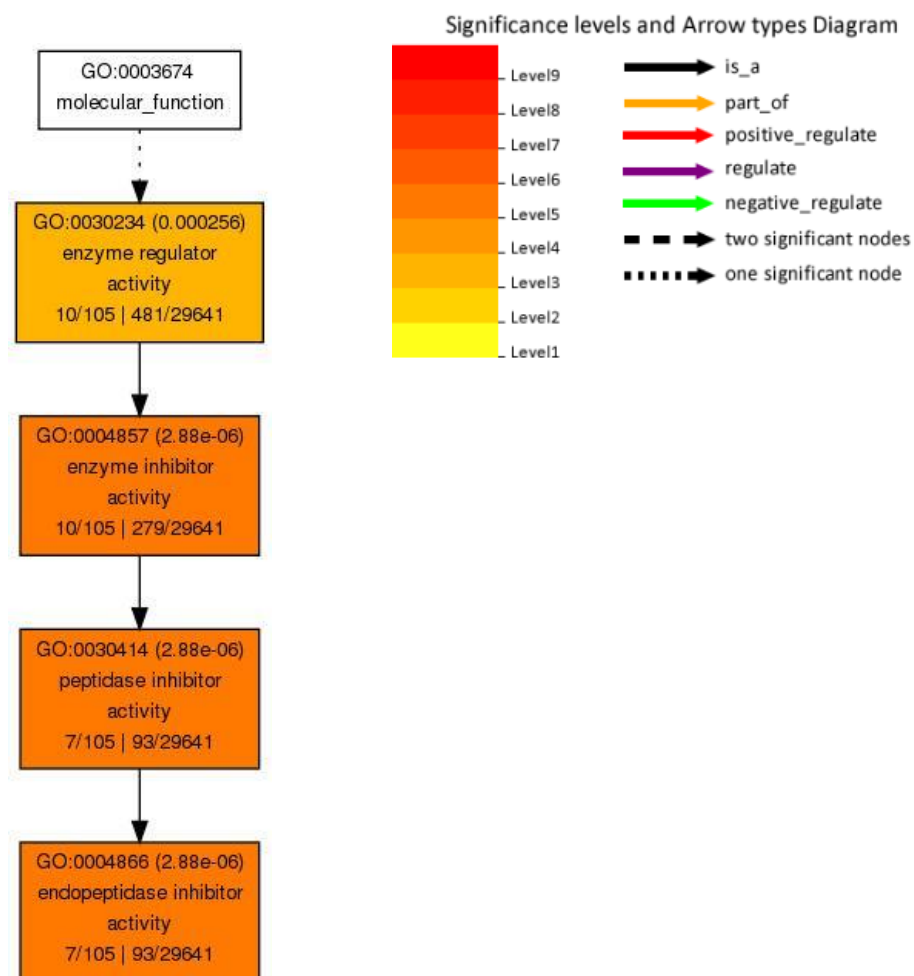 Significance levels and Arrow types Diagram
GO:0003674
molecular_function
GO:0030234 (0.000256)
enzyme regulator
activity
10/105 | 481/29641
GO:0004857 (2.88e-06)
enzyme inhibitor
activity
10/105 | 279/29641
GO:0030414 (2.88e-06)
peptidase inhibitor
activity
7/105 | 93/29641
GO:0004866 (2.88e-06)
endopeptidase inhibitor
activity
7/105 | 93/29641
Level9
Level8
Level7
Level6
Level5
Level4
Level3
Level2
Level1
is_a
part_of
positive_regulate
regulate
negative_regulate
two significant nodes
one significant node